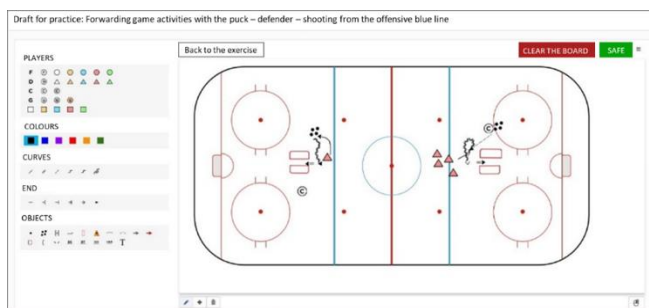 Draft for practice: Forwarding game activities with the puck – defender – shooting from the offensive blue line
Back to the exercise
CLEAR THE BOARD
SAFE
PLAYERS
F
D
C
G
COLOURS
CURVES
END
OBJECTS
T
C
C